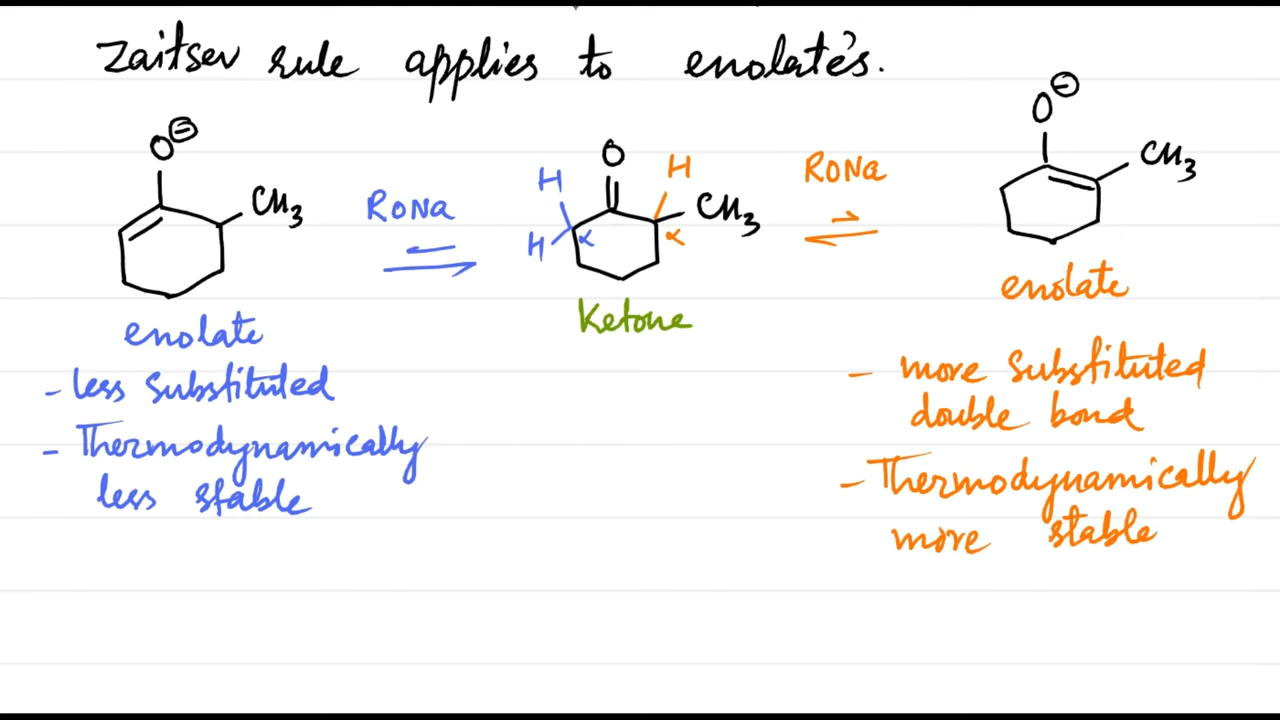 Zaitsev rule applies to enolate's.
O⊖
CH3
RONa
enolate
- less substituted
- Thermodynamically
less stable
O
H
H
H
α
α
CH3
Ketone
RONa
O⊖
CH3
enolate
- more substituted
double bond
- Thermodynamically
more stable